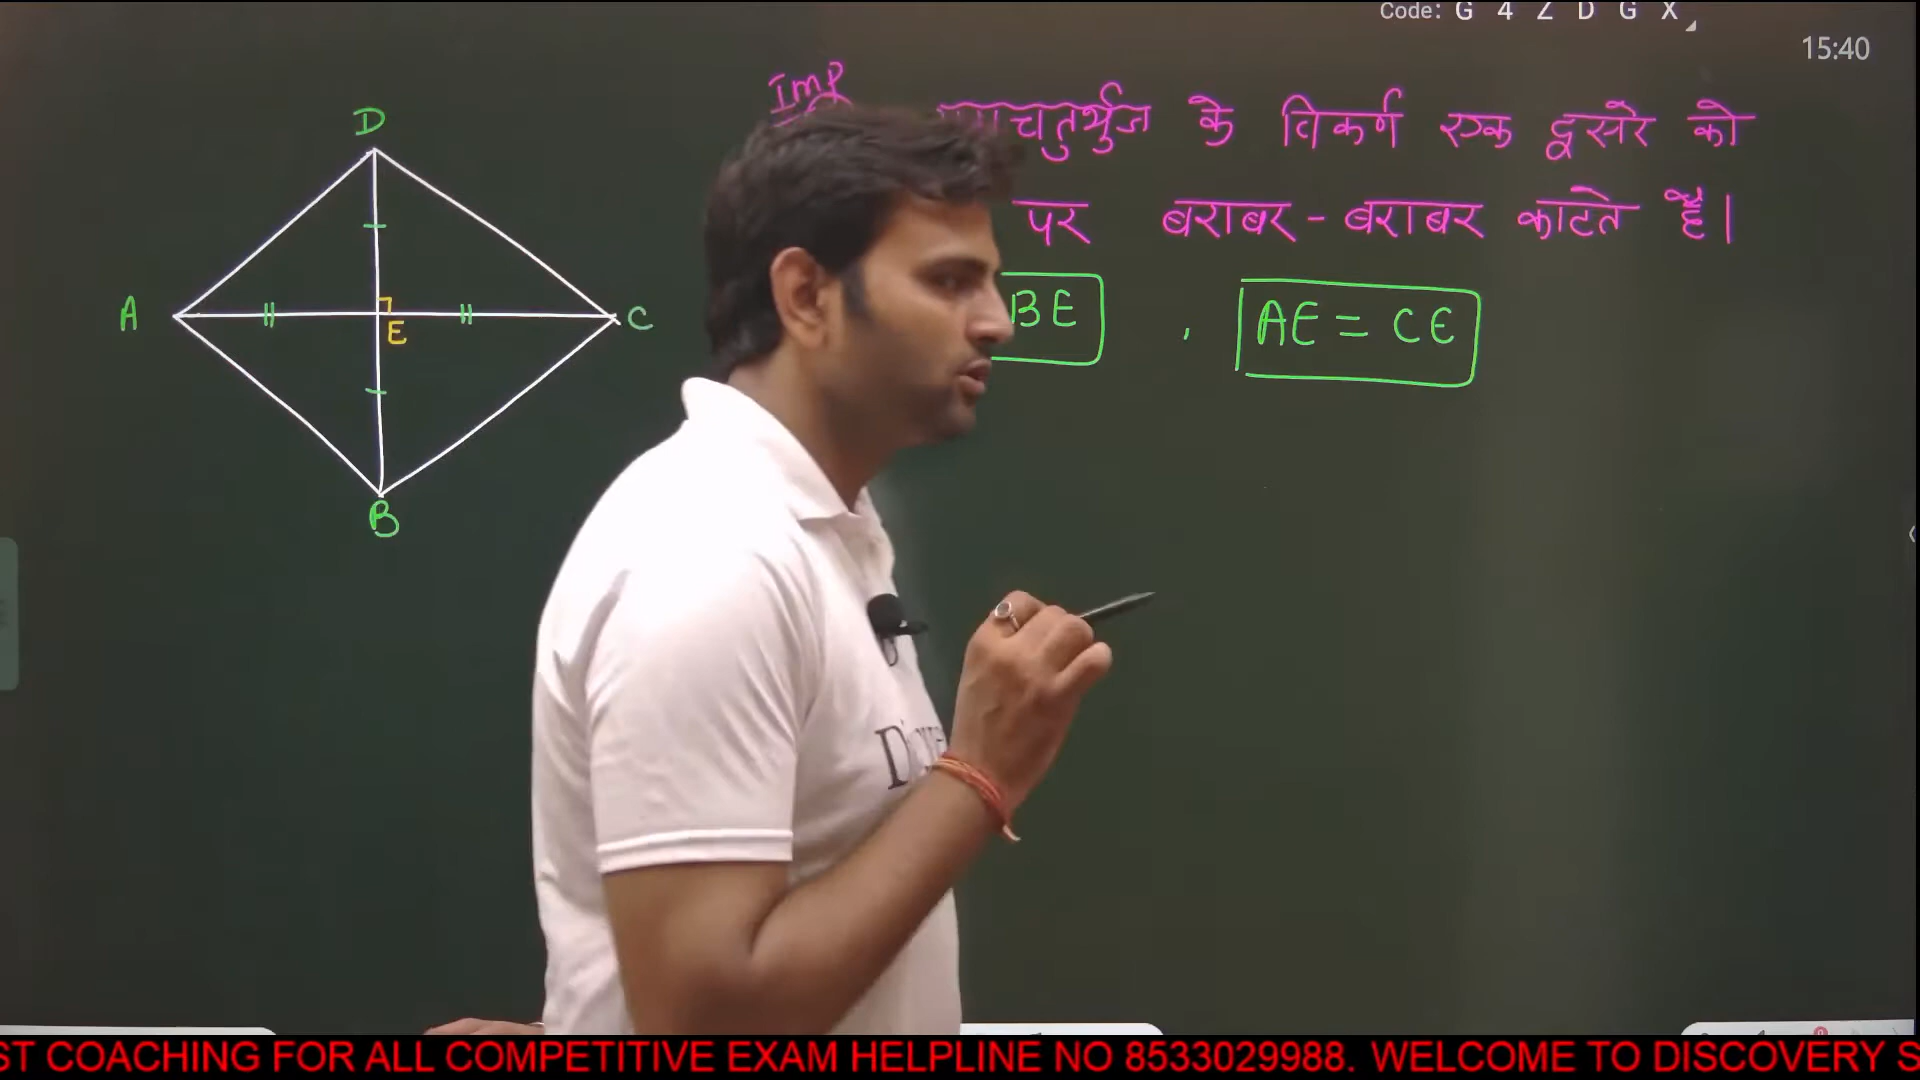 Code: G 4 Z D G X
15:40
Imp
के विकर्ण एक दूसरे को
पर बराबर - बराबर काटते है।
D
A
C
E
B
BE , AE = CE
ST COACHING FOR ALL COMPETITIVE EXAM HELPLINE NO 8533029988. WELCOME TO DISCOVERY S